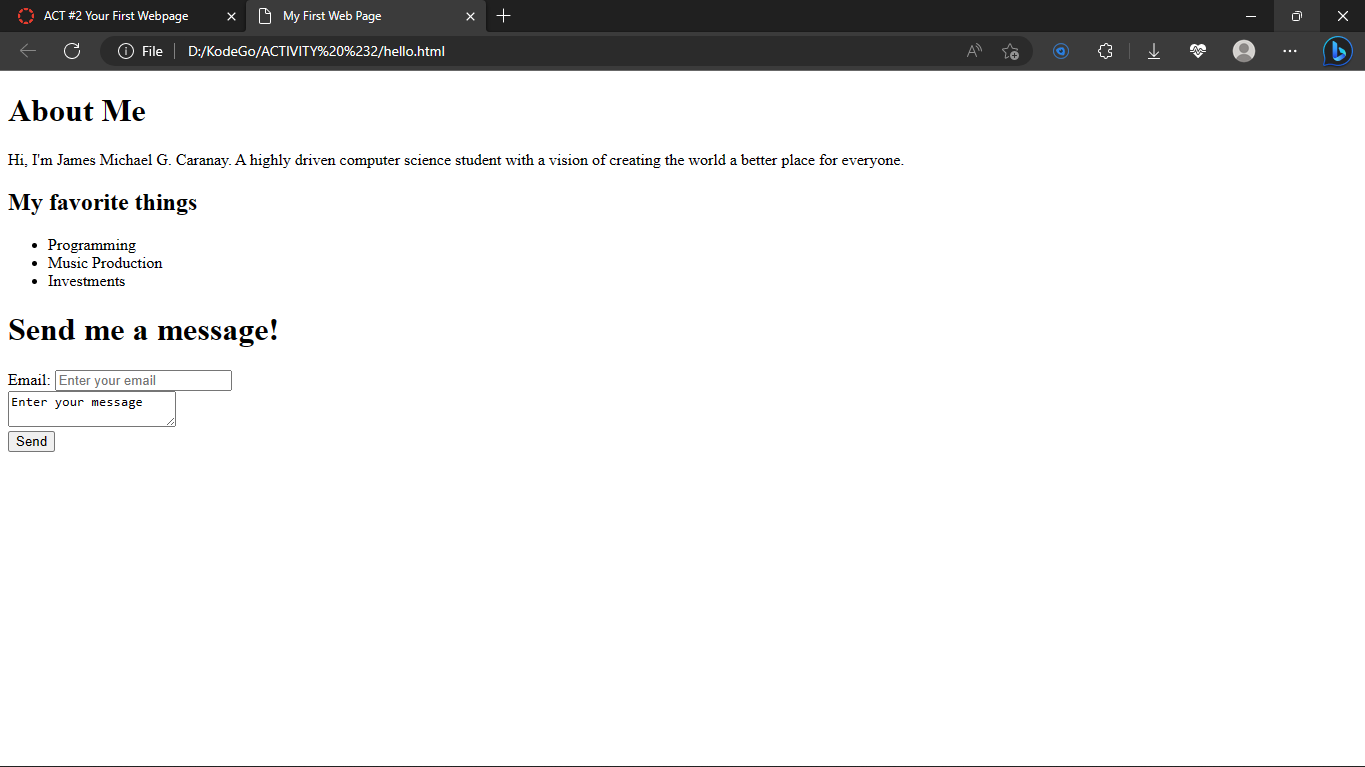 ACT #2 Your First Webpage
My First Web Page
File
D:/KodeGo/ACTIVITY%20%232/hello.html
About Me
Hi, I'm James Michael G. Caranay. A highly driven computer science student with a vision of creating the world a better place for everyone.
My favorite things
Programming
Music Production
Investments
Send me a message!
Email: Enter your email
Enter your message
Send